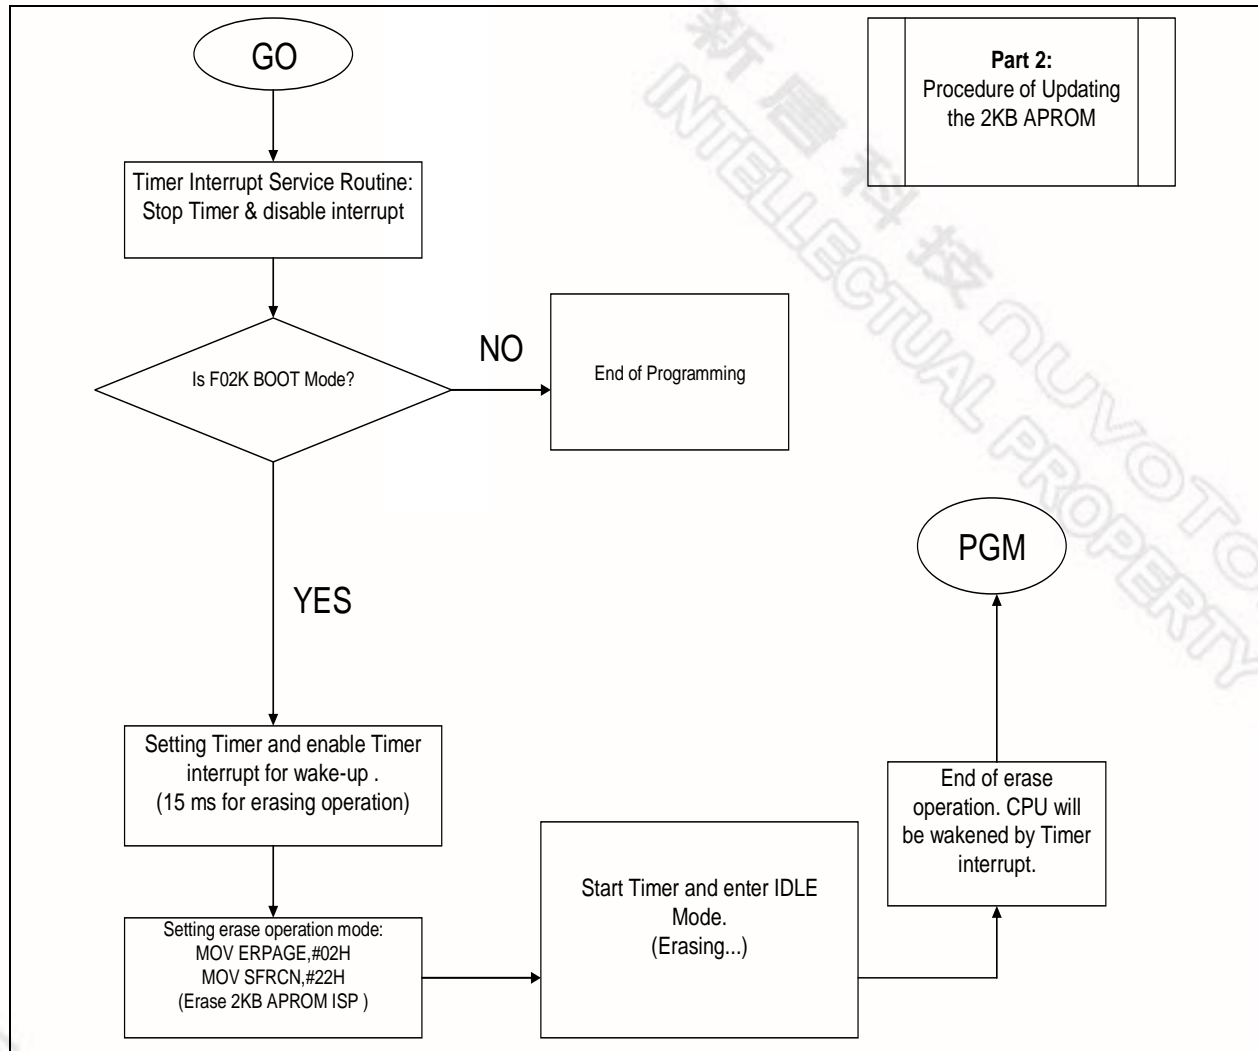 GO
Part 2:
Procedure of Updating
the 2KB APROM
Timer Interrupt Service Routine:
Stop Timer & disable interrupt
Is F02K BOOT Mode?
NO
End of Programming
YES
PGM
Setting Timer and enable Timer
interrupt for wake-up .
(15 ms for erasing operation)
End of erase
operation. CPU will
be wakened by Timer
interrupt.
Setting erase operation mode:
MOV ERPAGE,#02H
MOV SFRCN,#22H
(Erase 2KB APROM ISP )
Start Timer and enter IDLE
Mode.
(Erasing...)
新唐科技 nuvoTo
INTELLECTUAL PROPERTY